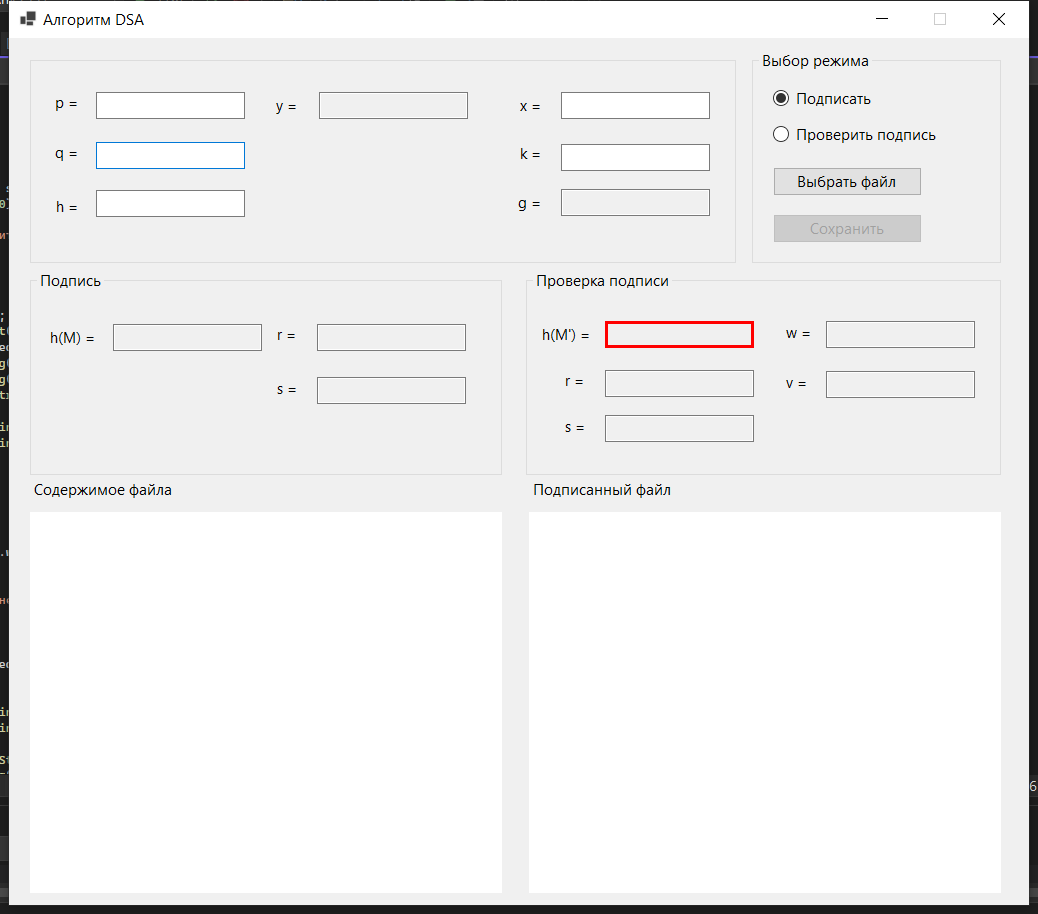 Алгоритм DSA
p =
y =
x =
q =
k =
h =
g =
Выбор режима
Подписать
Проверить подпись
Выбрать файл
Сохранить
Подпись
h(M) =
r =
s =
Проверка подписи
h(M') =
w =
r =
v =
s =
Содержимое файла
Подписанный файл